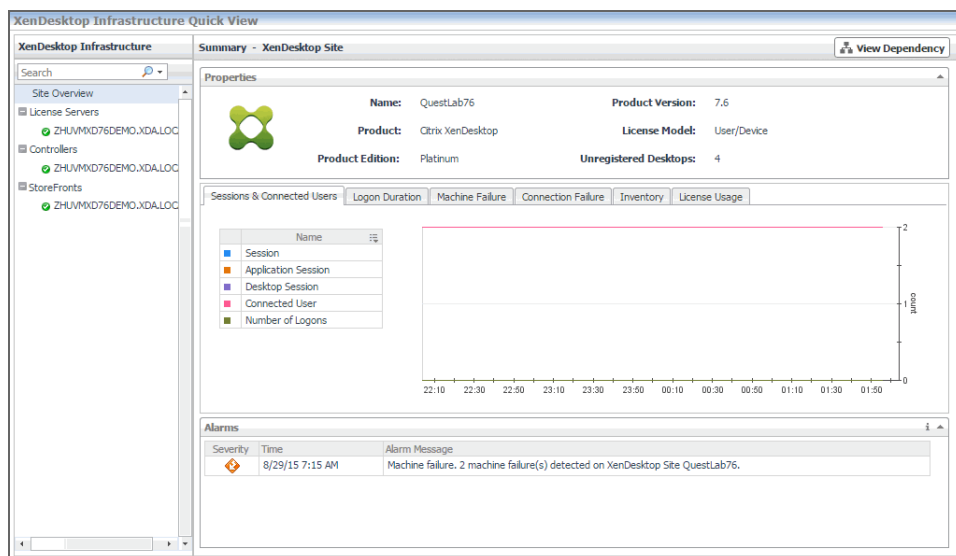 XenDesktop Infrastructure Quick View
XenDesktop Infrastructure
Search
Site Overview
License Servers
ZHUVMXD76DEMO.XDA.LOC
Controllers
ZHUVMXD76DEMO.XDA.LOC
StoreFronts
ZHUVMXD76DEMO.XDA.LOC
Summary - XenDesktop Site
View Dependency
Properties
Name: QuestLab76 Product Version: 7.6
Product: Citrix XenDesktop License Model: User/Device
Product Edition: Platinum Unregistered Desktops: 4
Sessions & Connected Users Logon Duration Machine Failure Connection Failure Inventory License Usage
Name
Session
Application Session
Desktop Session
Connected User
Number of Logons
2
1
0
count
22:10 22:30 22:50 23:10 23:30 23:50 00:10 00:30 00:50 01:10 01:30 01:50
Alarms
Severity Time Alarm Message
8/29/15 7:15 AM Machine failure. 2 machine failure(s) detected on XenDesktop Site QuestLab76.